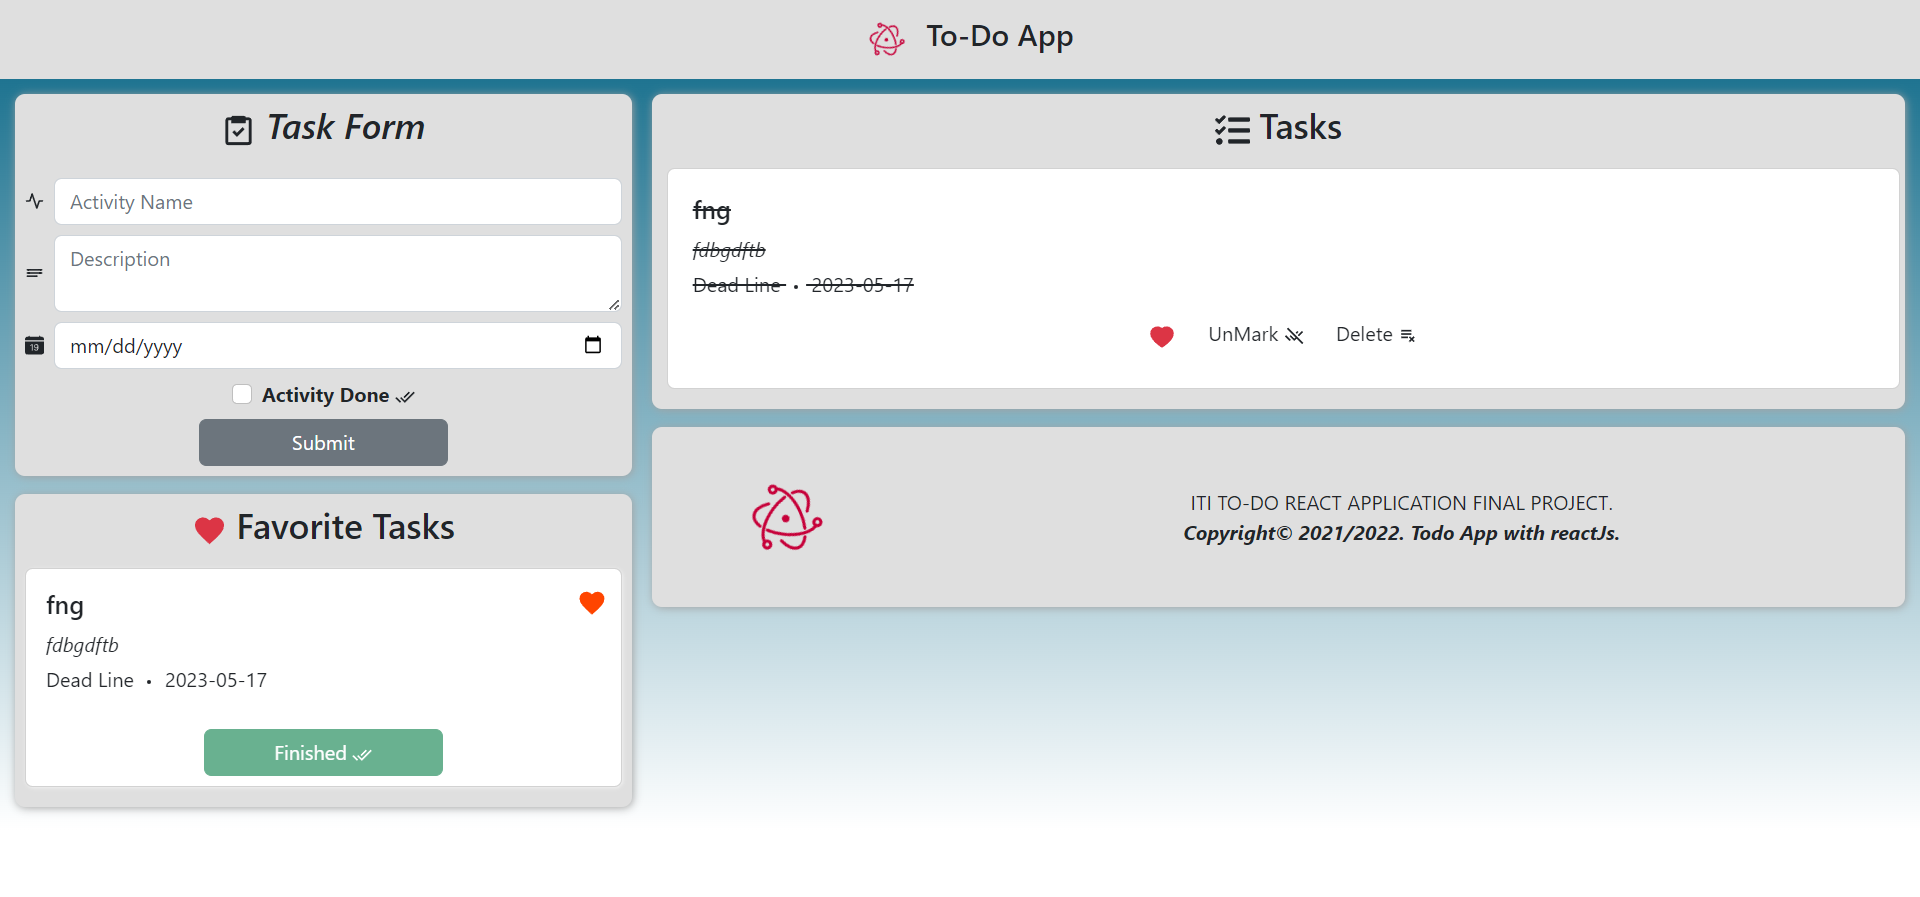 To-Do App
Task Form
Activity Name
Description
19
mm/dd/yyyy
Activity Done
Submit
Favorite Tasks
fng
fdbgdftb
Dead Line • 2023-05-17
Finished
Tasks
fng
fdbgdftb
Dead Line • 2023-05-17
UnMark
Delete
ITI TO-DO REACT APPLICATION FINAL PROJECT.
Copyright© 2021/2022. Todo App with reactJs.